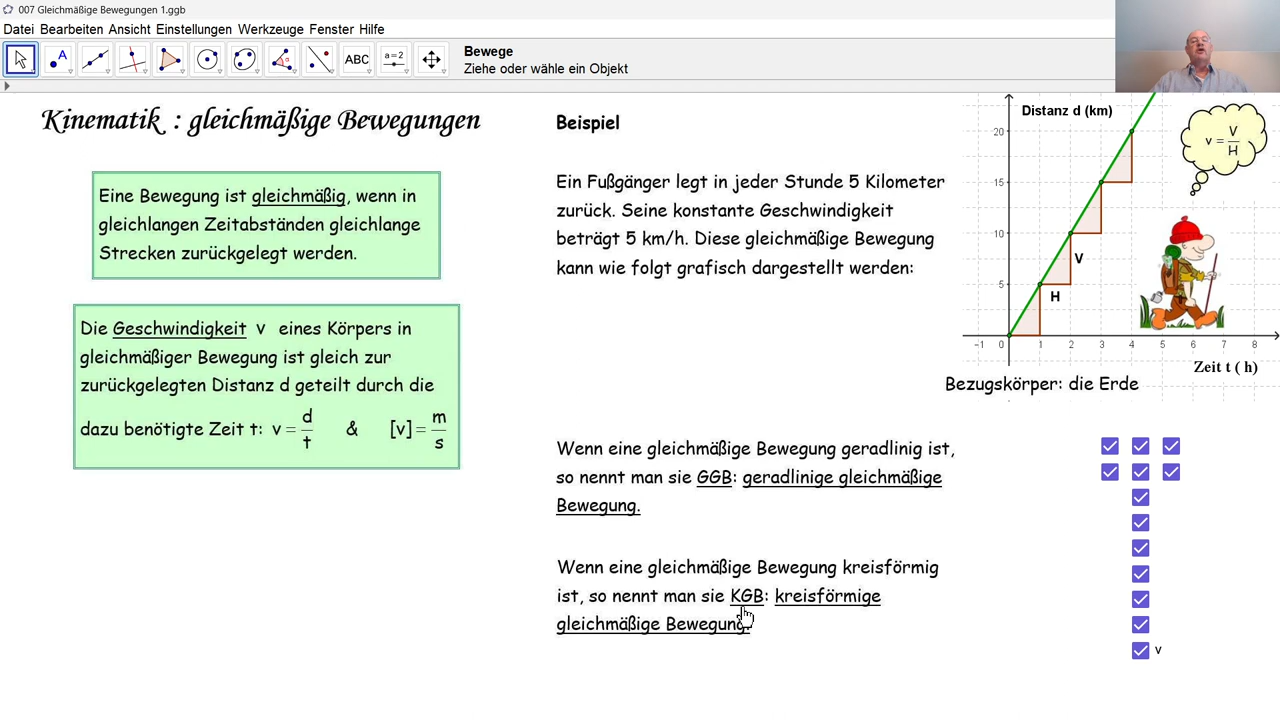 007 Gleichmäßige Bewegungen 1.ggb
Datei Bearbeiten Ansicht Einstellungen Werkzeuge Fenster Hilfe
A
ABC
a=2
Bewege
Ziehe oder wähle ein Objekt
Kinematik : gleichmäßige Bewegungen
Eine Bewegung ist gleichmäßig, wenn in
gleichlangen Zeitabständen gleichlange
Strecken zurückgelegt werden.
Die Geschwindigkeit v eines Körpers in
gleichmäßiger Bewegung ist gleich zur
zurückgelegten Distanz d geteilt durch die
dazu benötigte Zeit t: v = d/t & [v] = m/s
Beispiel
Ein Fußgänger legt in jeder Stunde 5 Kilometer
zurück. Seine konstante Geschwindigkeit
beträgt 5 km/h. Diese gleichmäßige Bewegung
kann wie folgt grafisch dargestellt werden:
Distanz d (km)
20
15
10
5
V
H
-1 0 1 2 3 4 5 6 7 8
Zeit t ( h)
v = V/H
Bezugskörper: die Erde
Wenn eine gleichmäßige Bewegung geradlinig ist,
so nennt man sie GGB: geradlinige gleichmäßige
Bewegung.
Wenn eine gleichmäßige Bewegung kreisförmig
ist, so nennt man sie KGB: kreisförmige
gleichmäßige Bewegung.
v